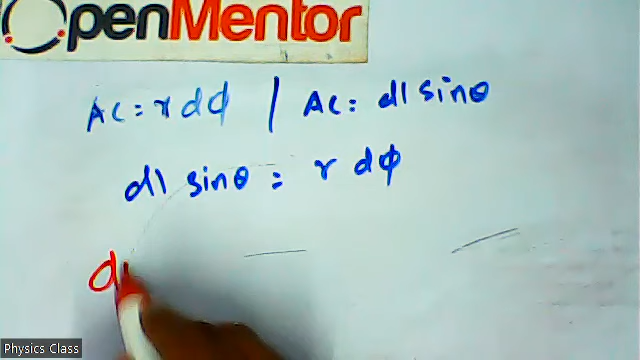 OpenMentor
AC = r dϕ | AC = dl sinθ
dl sinθ = r dϕ
d
Physics Class